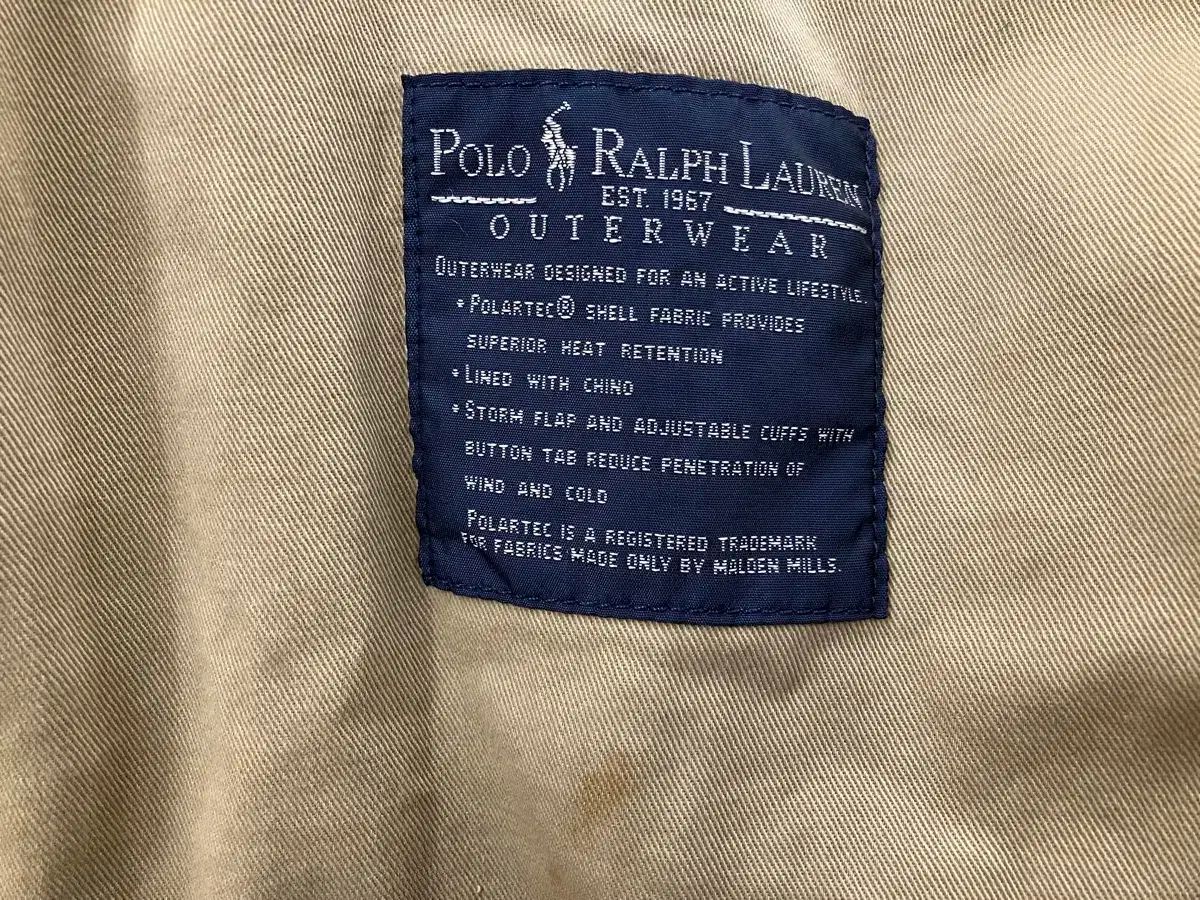 POLO RALPH LAUREN
EST. 1967
OUTERWEAR
OUTERWEAR DESIGNED FOR AN ACTIVE LIFESTYLE.
• POLARTEC® SHELL FABRIC PROVIDES
SUPERIOR HEAT RETENTION
• LINED WITH CHINO
• STORM FLAP AND ADJUSTABLE CUFFS WITH
BUTTON TAB REDUCE PENETRATION OF
WIND AND COLD
POLARTEC IS A REGISTERED TRADEMARK
FOR FABRICS MADE ONLY BY MALDEN MILLS.